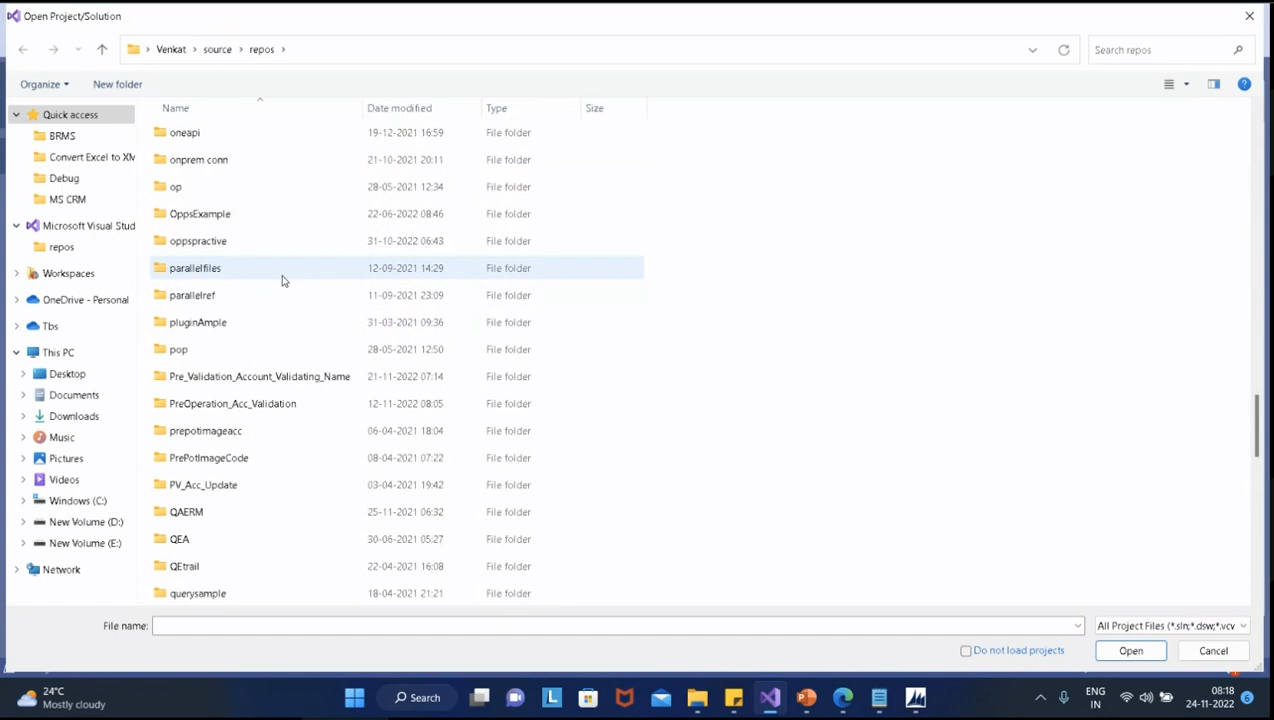 Open Project/Solution
Venkat > source > repos >
Search repos
Organize
New folder
Name
Date modified
Type
Size
Quick access
BRMS
Convert Excel to XM
Debug
MS CRM
Microsoft Visual Stud
repos
Workspaces
OneDrive - Personal
Tbs
This PC
Desktop
Documents
Downloads
Music
Pictures
Videos
Windows (C:)
New Volume (D:)
New Volume (E:)
Network
oneapi 19-12-2021 16:59 File folder
onprem conn 21-10-2021 20:11 File folder
op 28-05-2021 12:34 File folder
OppsExample 22-06-2022 08:46 File folder
oppspractive 31-10-2022 06:43 File folder
parallelfiles 12-09-2021 14:29 File folder
parallelref 11-09-2021 23:09 File folder
pluginAmple 31-03-2021 09:36 File folder
pop 28-05-2021 12:50 File folder
Pre_Validation_Account_Validating_Name 21-11-2022 07:14 File folder
PreOperation_Acc_Validation 12-11-2022 08:05 File folder
prepotimageacc 06-04-2021 18:04 File folder
PrePotImageCode 08-04-2021 07:22 File folder
PV_Acc_Update 03-04-2021 19:42 File folder
QAERM 25-11-2021 06:32 File folder
QEA 30-06-2021 05:27 File folder
QEtrail 22-04-2021 16:08 File folder
querysample 18-04-2021 21:21 File folder
File name:
All Project Files (*.sln;*.dsw;*.vcv
Do not load projects
Open
Cancel
24°C
Mostly cloudy
Search
ENG
IN
08:18
24-11-2022
6